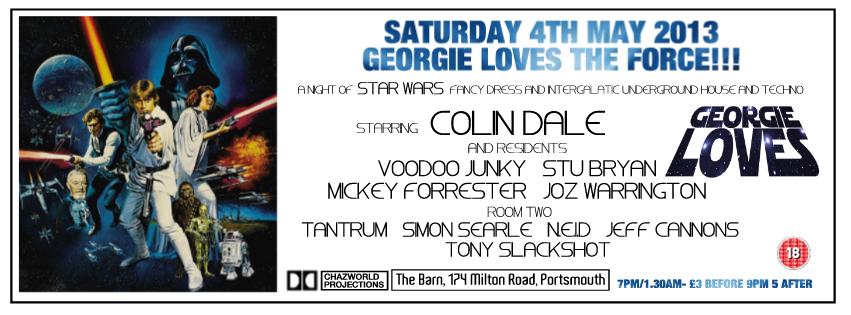 SATURDAY 4TH MAY 2013
GEORGIE LOVES THE FORCE!!!
A NIGHT OF STAR WARS FANCY DRESS AND INTERGALATIC UNDERGROUND HOUSE AND TECHNO
STARRING COLIN DALE
AND RESIDENTS
GEORGIE
LOVES
VOODOO JUNKY STU BRYAN
MICKEY FORRESTER JOZ WARRINGTON
ROOM TWO
TANTRUM SIMON SEARLE N.E.I.D JEFF CANNONS
TONY SLACKSHOT
18
CHAZWORLD
PROJECTIONS
The Barn, 174 Milton Road, Portsmouth
7PM/1.30AM- £3 BEFORE 9PM 5 AFTER